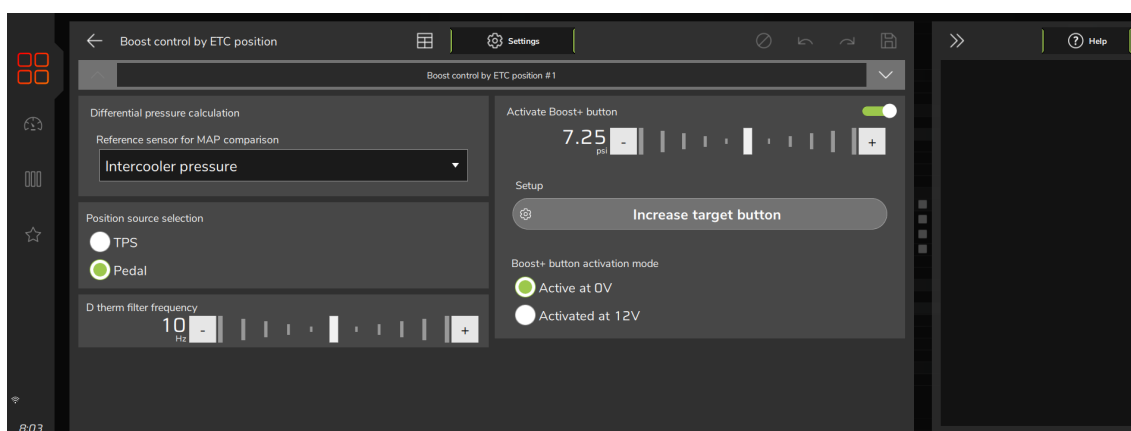 Boost control by ETC position
Settings
Help
Boost control by ETC position #1
Differential pressure calculation
Reference sensor for MAP comparison
Intercooler pressure
Position source selection
TPS
Pedal
D therm filter frequency
10
Hz
-
+
Activate Boost+ button
7.25
psi
-
+
Setup
Increase target button
Boost+ button activation mode
Active at 0V
Activated at 12V
8:03